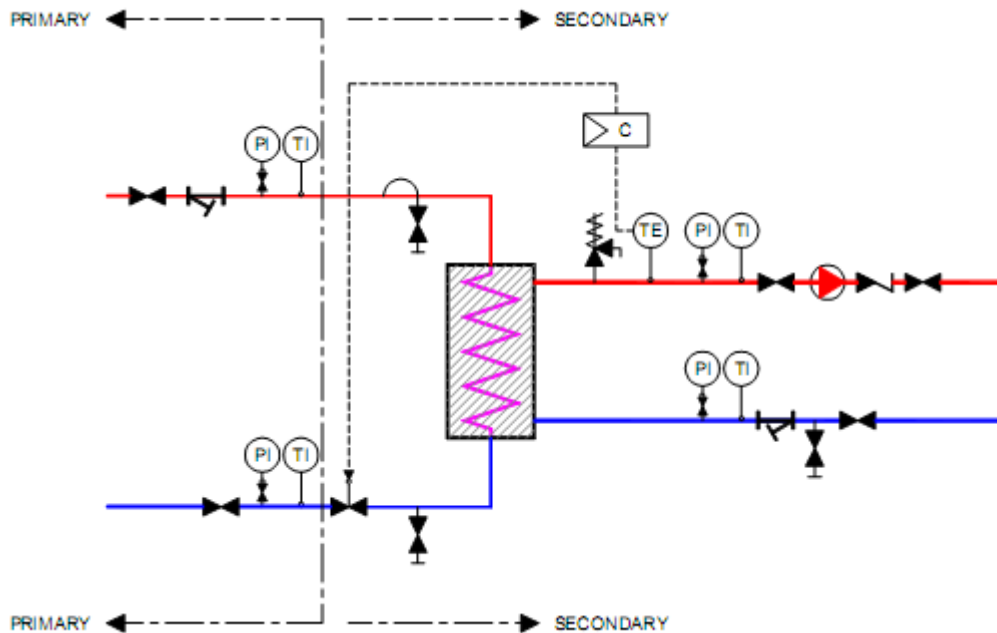 PRIMARY
SECONDARY
C
PI TI
TE PI TI
PI TI
PI TI
PRIMARY
SECONDARY